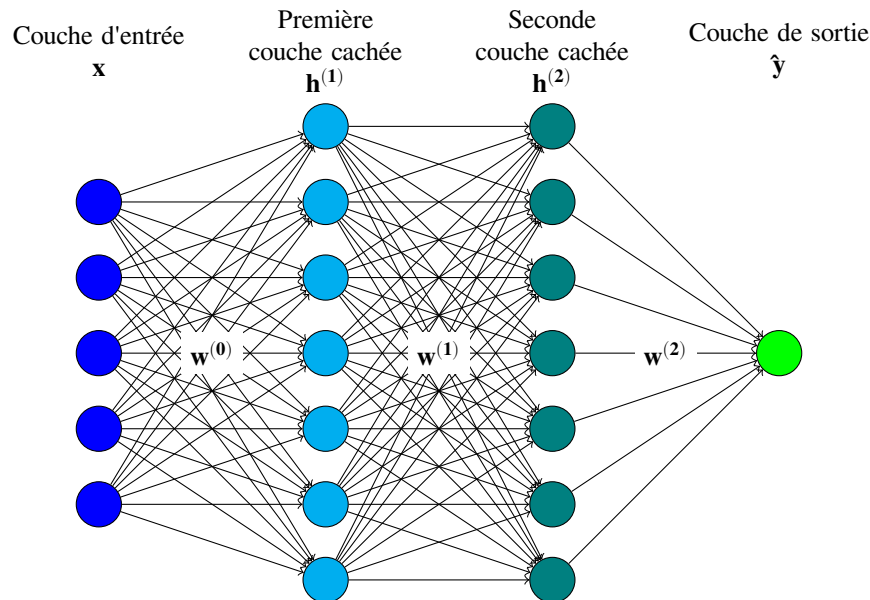 Couche d'entrée
x
Première
couche cachée
h^(1)
Seconde
couche cachée
h^(2)
Couche de sortie
ŷ
w^(0)
w^(1)
w^(2)